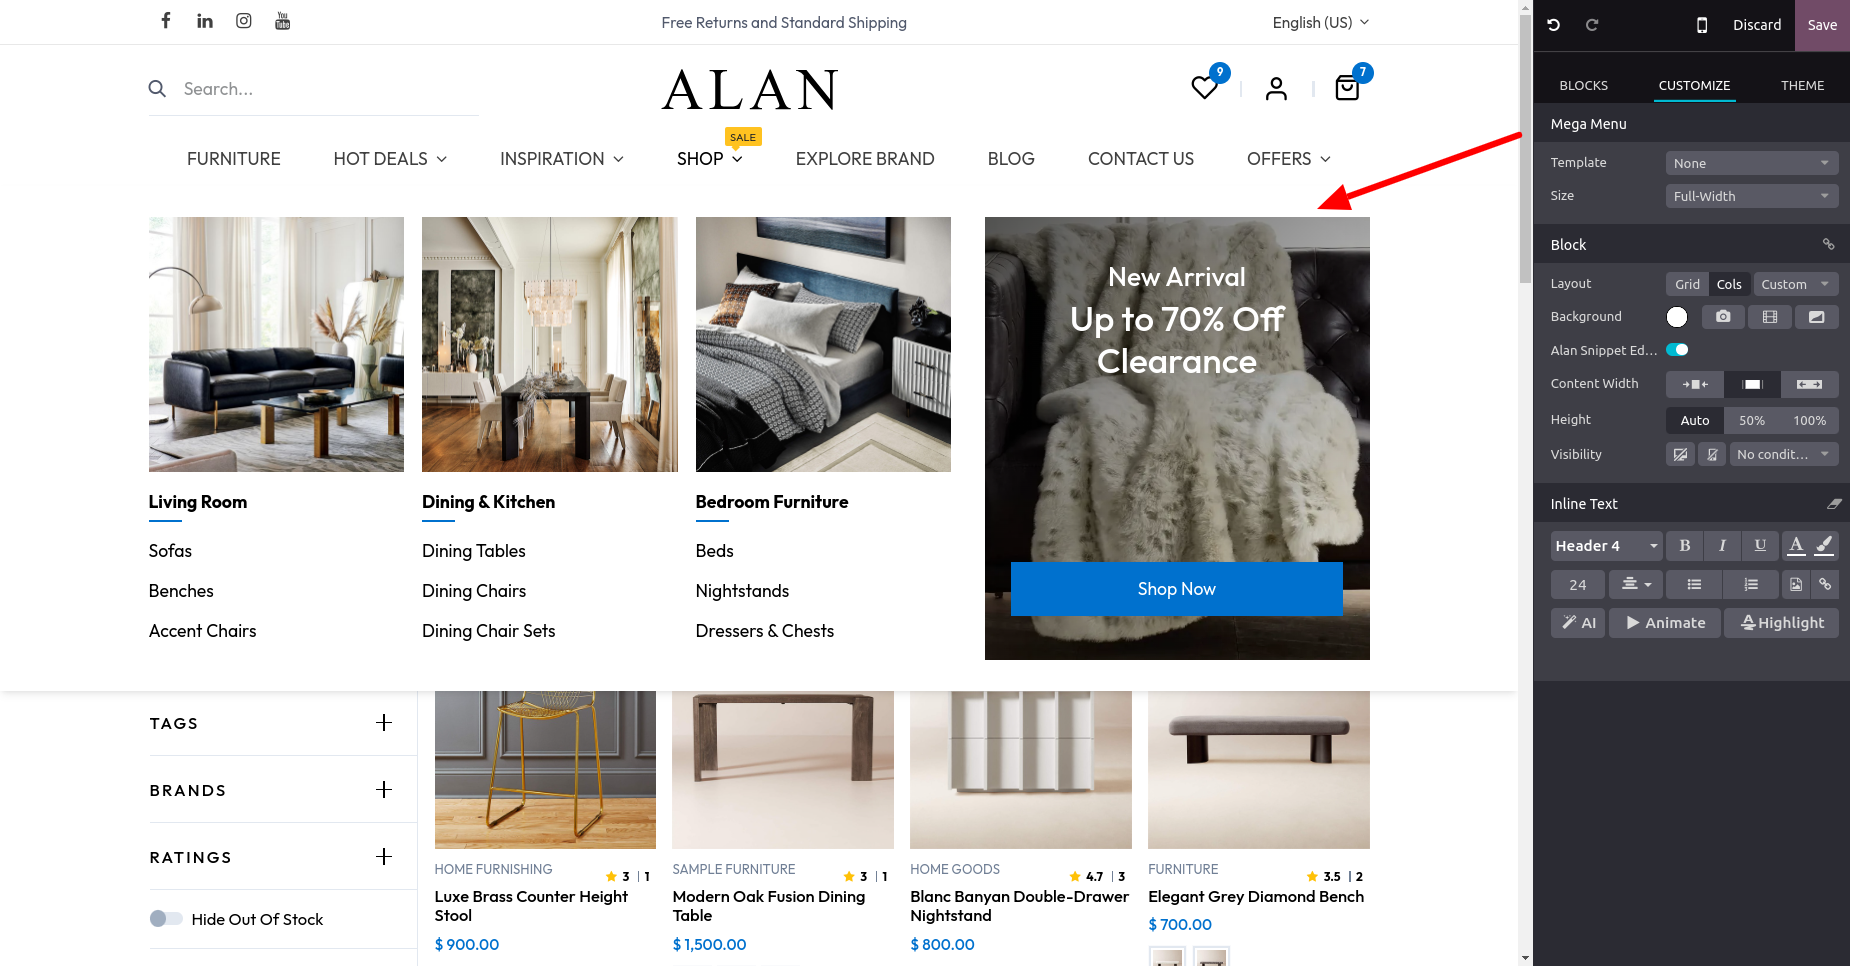 Free Returns and Standard Shipping
English (US)
Discard
Save
Search...
ALAN
9
7
BLOCKS
CUSTOMIZE
THEME
SALE
FURNITURE
HOT DEALS
INSPIRATION
SHOP
EXPLORE BRAND
BLOG
CONTACT US
OFFERS
Mega Menu
Template
None
Size
Full-Width
Block
Layout
Grid
Cols
Custom
Background
Alan Snippet Ed...
Content Width
Height
Auto
50%
100%
Visibility
No condit...
Inline Text
Header 4
B
I
U
A
24
AI
Animate
Highlight
New Arrival
Up to 70% Off
Clearance
Shop Now
Living Room
Sofas
Benches
Accent Chairs
Dining & Kitchen
Dining Tables
Dining Chairs
Dining Chair Sets
Bedroom Furniture
Beds
Nightstands
Dressers & Chests
TAGS
BRANDS
RATINGS
Hide Out Of Stock
HOME FURNISHING
3 | 1
Luxe Brass Counter Height
Stool
$ 900.00
SAMPLE FURNITURE
3 | 1
Modern Oak Fusion Dining
Table
$ 1,500.00
HOME GOODS
4.7 | 3
Blanc Banyan Double-Drawer
Nightstand
$ 800.00
FURNITURE
3.5 | 2
Elegant Grey Diamond Bench
$ 700.00